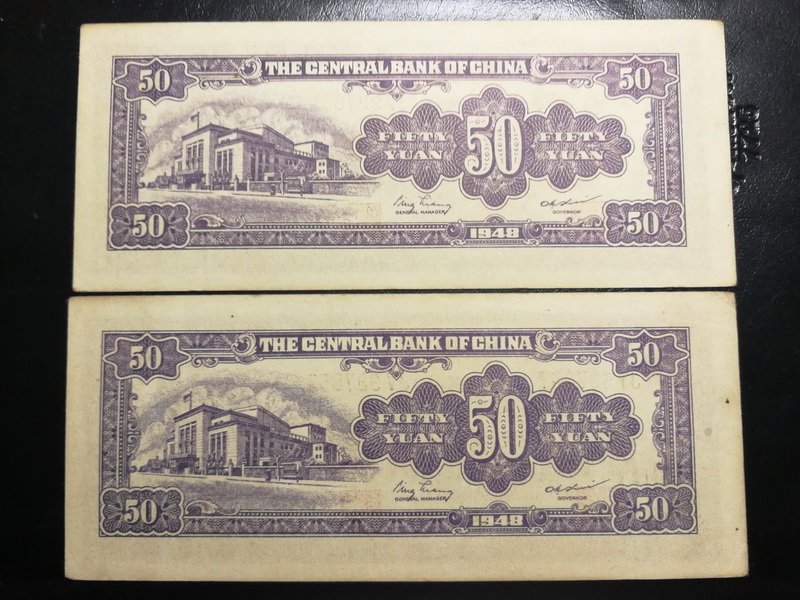 THE CENTRAL BANK OF CHINA
50 50
FIFTY 50 FIFTY
YUAN YUAN
GENERAL MANAGER GOVERNOR
50 1948 50
THE CENTRAL BANK OF CHINA
50 50
FIFTY 50 FIFTY
YUAN YUAN
GENERAL MANAGER GOVERNOR
50 1948 50